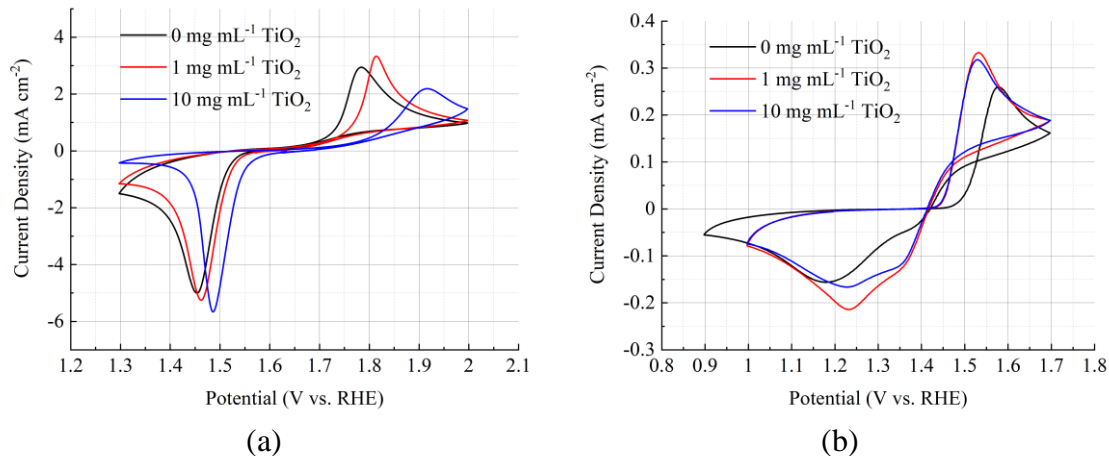 0 mg mL⁻¹ TiO₂
1 mg mL⁻¹ TiO₂
10 mg mL⁻¹ TiO₂
Current Density (mA cm⁻²)
4
2
0
-2
-4
-6
1.2 1.3 1.4 1.5 1.6 1.7 1.8 1.9 2 2.1
Potential (V vs. RHE)
(a)
0 mg mL⁻¹ TiO₂
1 mg mL⁻¹ TiO₂
10 mg mL⁻¹ TiO₂
Current Density (mA cm⁻²)
0.4
0.3
0.2
0.1
0
-0.1
-0.2
-0.3
0.8 0.9 1 1.1 1.2 1.3 1.4 1.5 1.6 1.7 1.8
Potential (V vs. RHE)
(b)